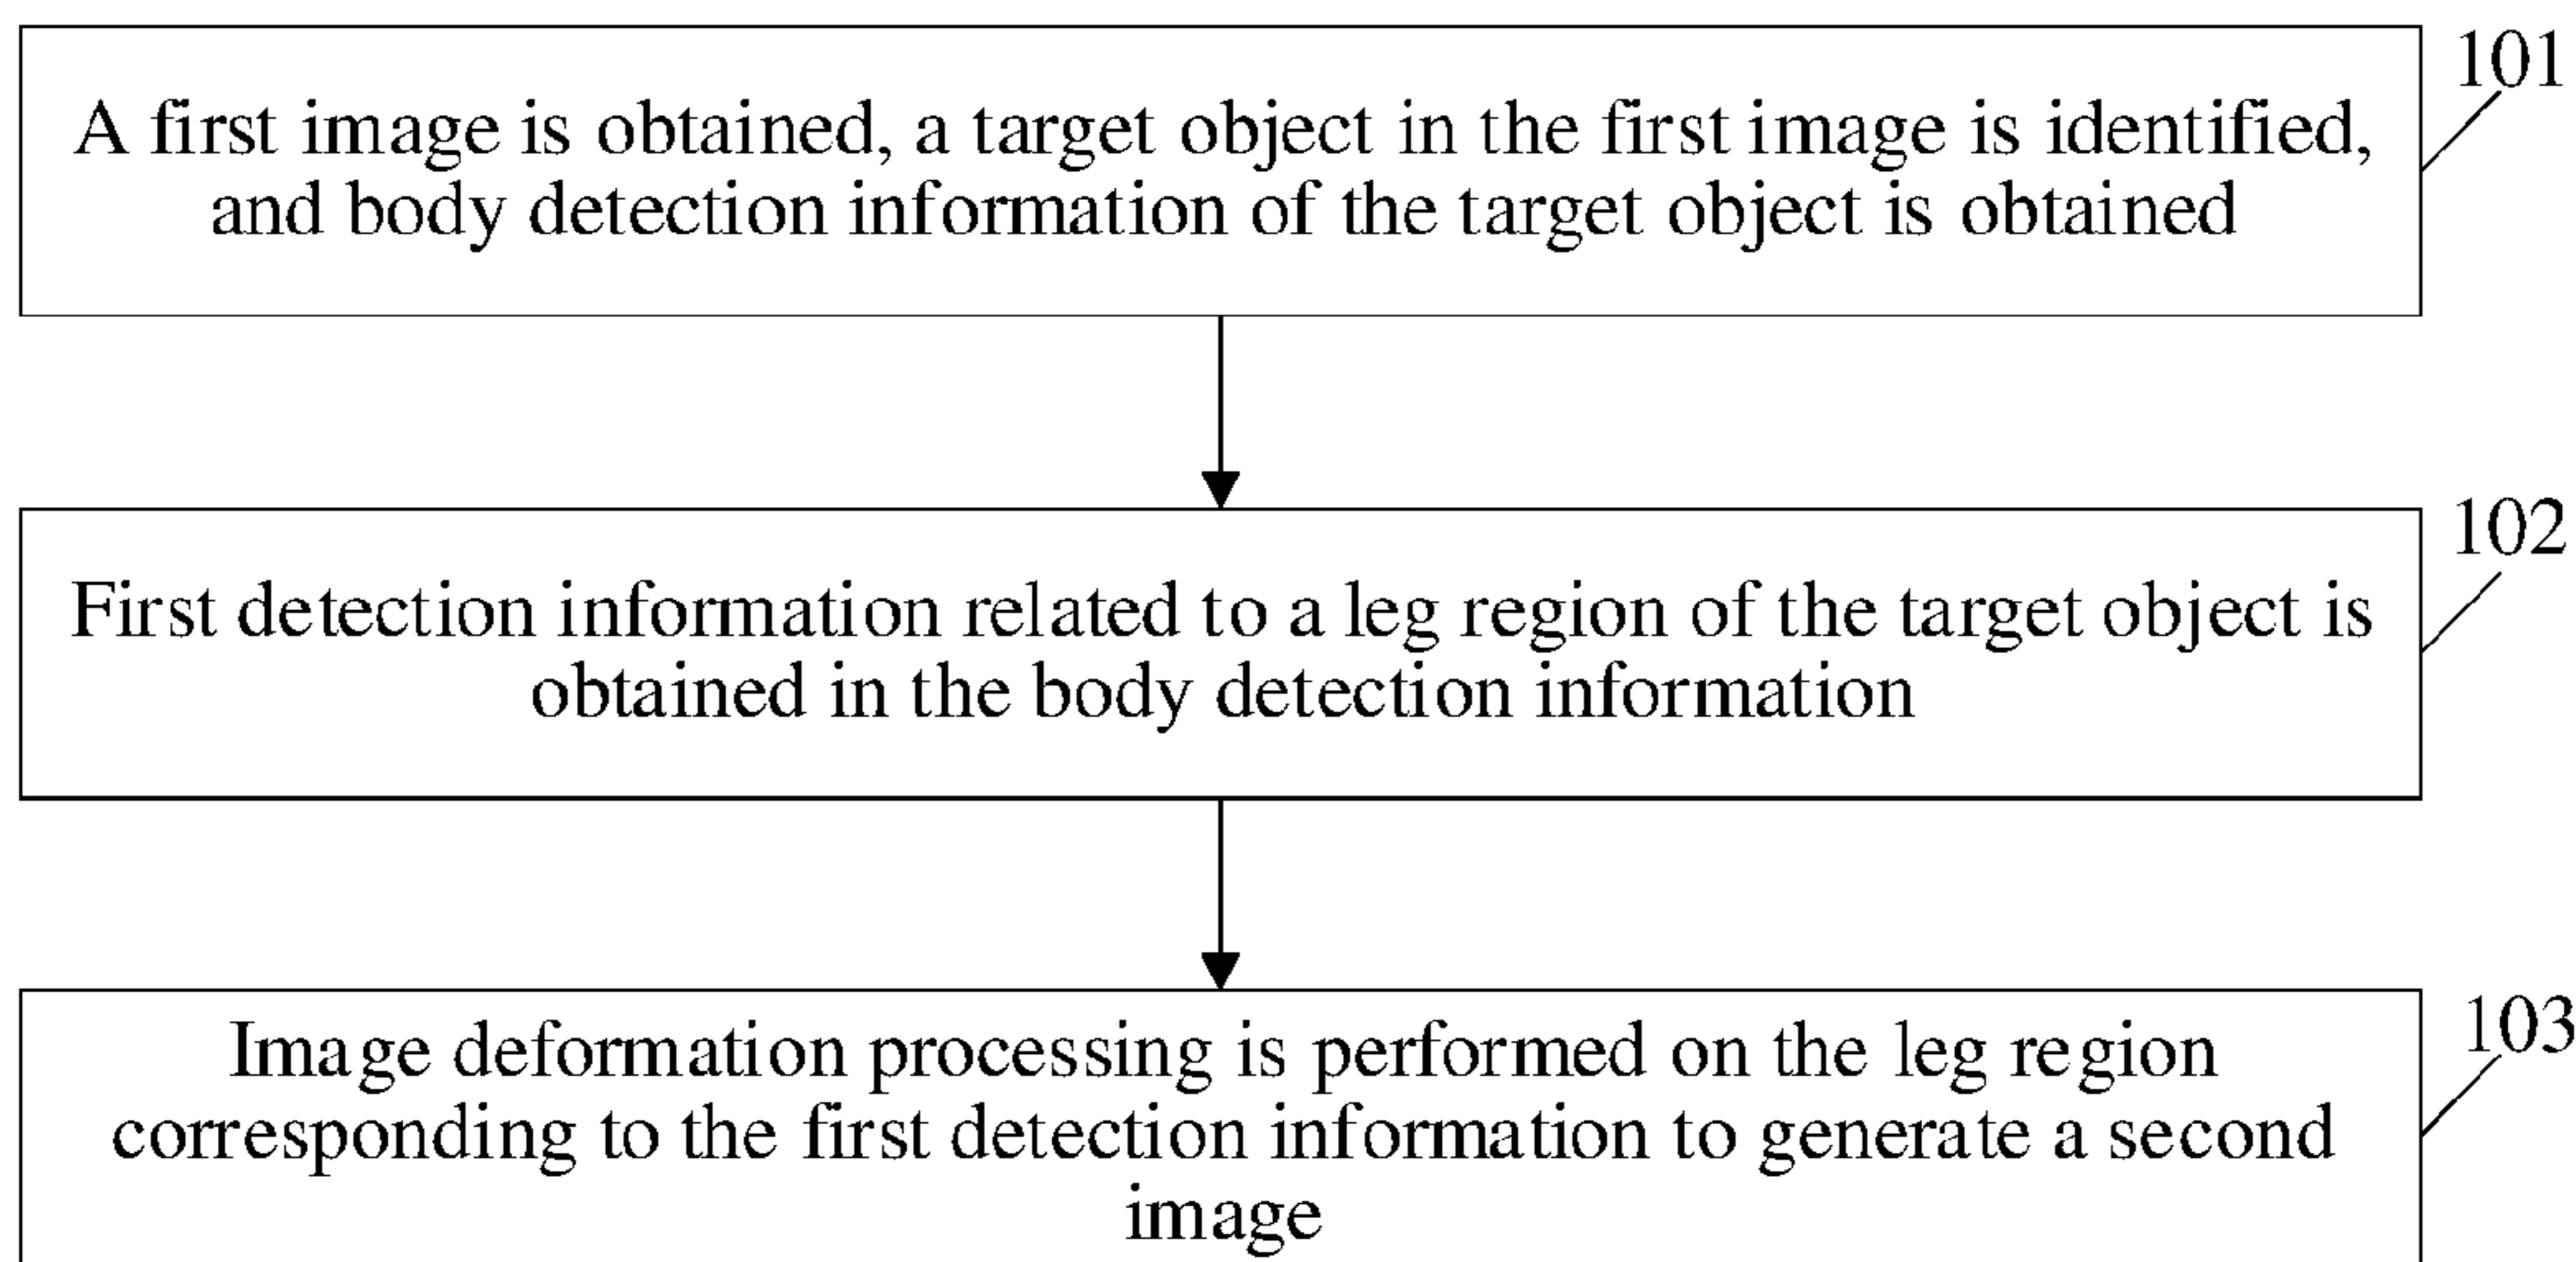 101
A first image is obtained, a target object in the first image is identified,
and body detection information of the target object is obtained
102
First detection information related to a leg region of the target object is
obtained in the body detection information
103
Image deformation processing is performed on the leg region
corresponding to the first detection information to generate a second
image